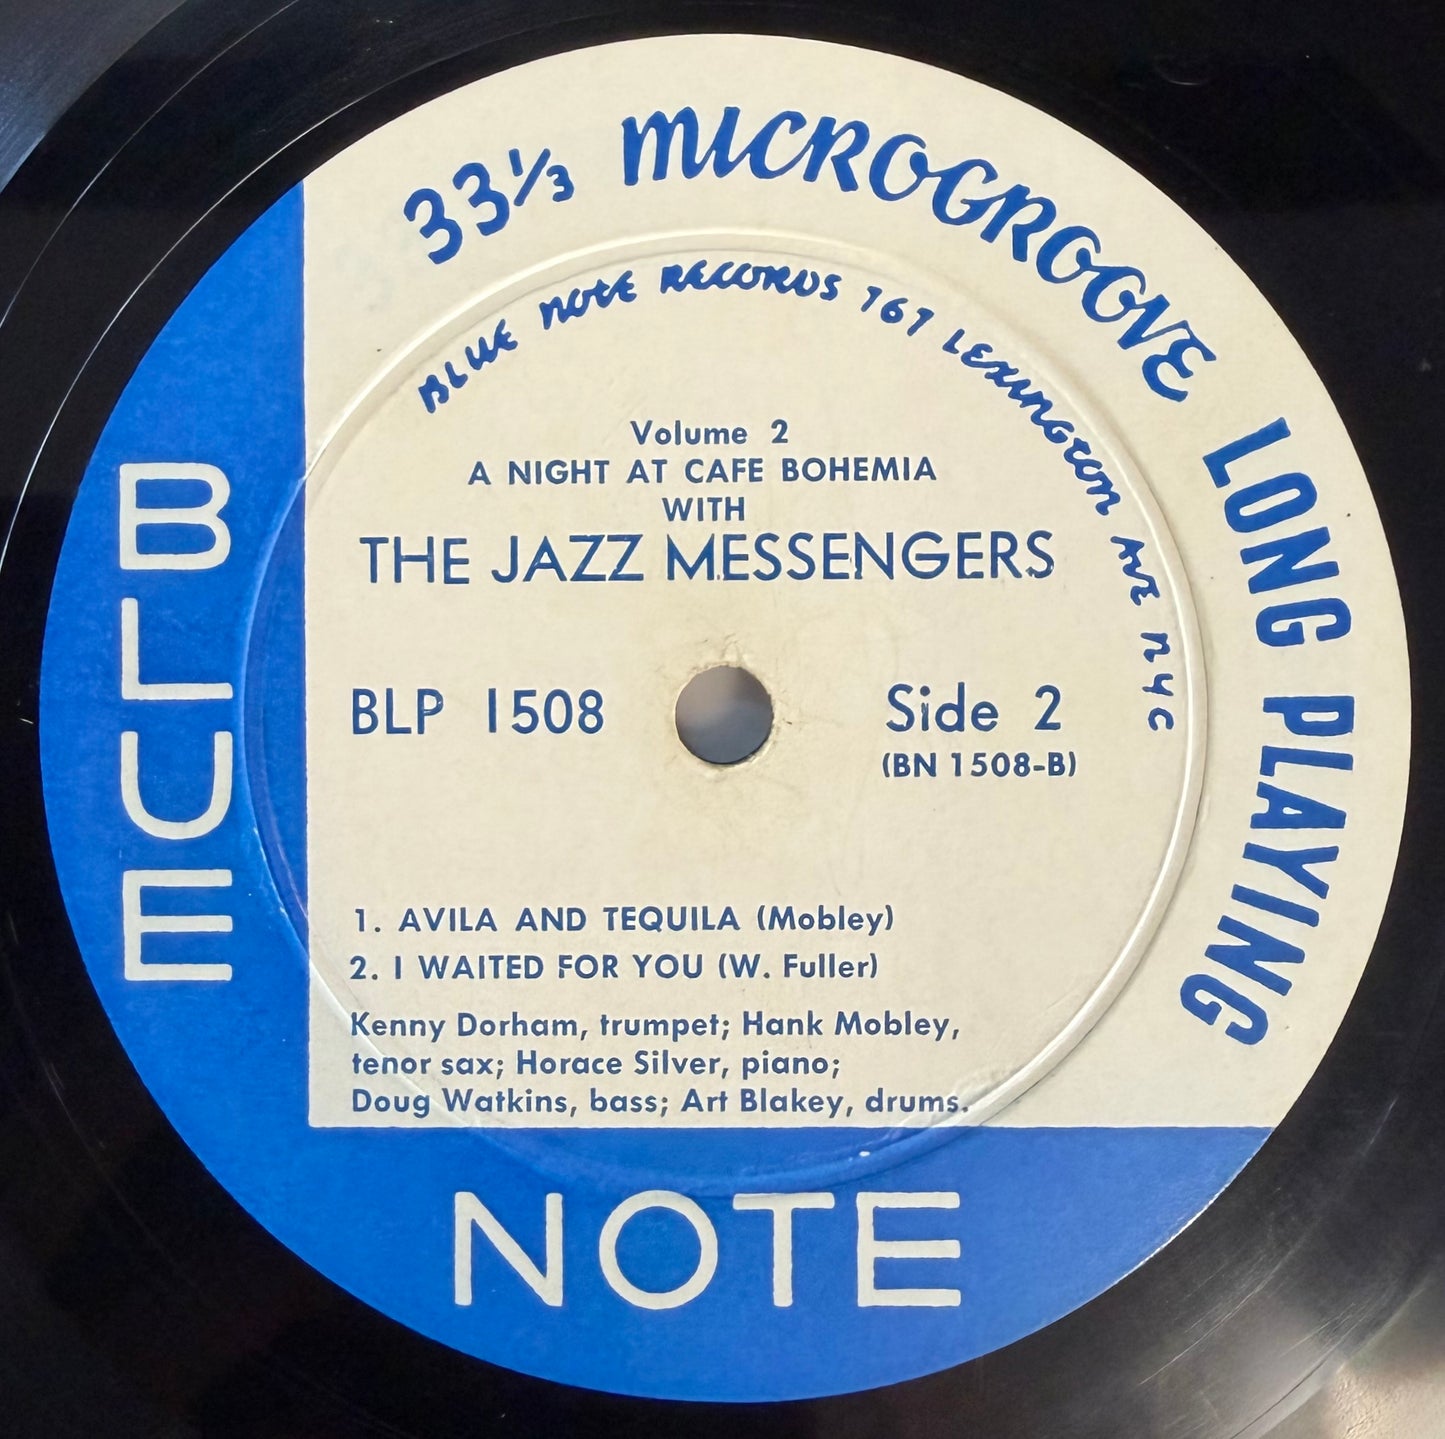 33⅓ MICROGROOVE LONG PLAYING
BLUE NOTE RECORDS 767 LEXINGTON AVE NYC
Volume 2
A NIGHT AT CAFE BOHEMIA
WITH
THE JAZZ MESSENGERS
BLP 1508
Side 2
(BN 1508-B)
1. AVILA AND TEQUILA (Mobley)
2. I WAITED FOR YOU (W. Fuller)
Kenny Dorham, trumpet; Hank Mobley,
tenor sax; Horace Silver, piano;
Doug Watkins, bass; Art Blakey, drums.
BLUE
NOTE